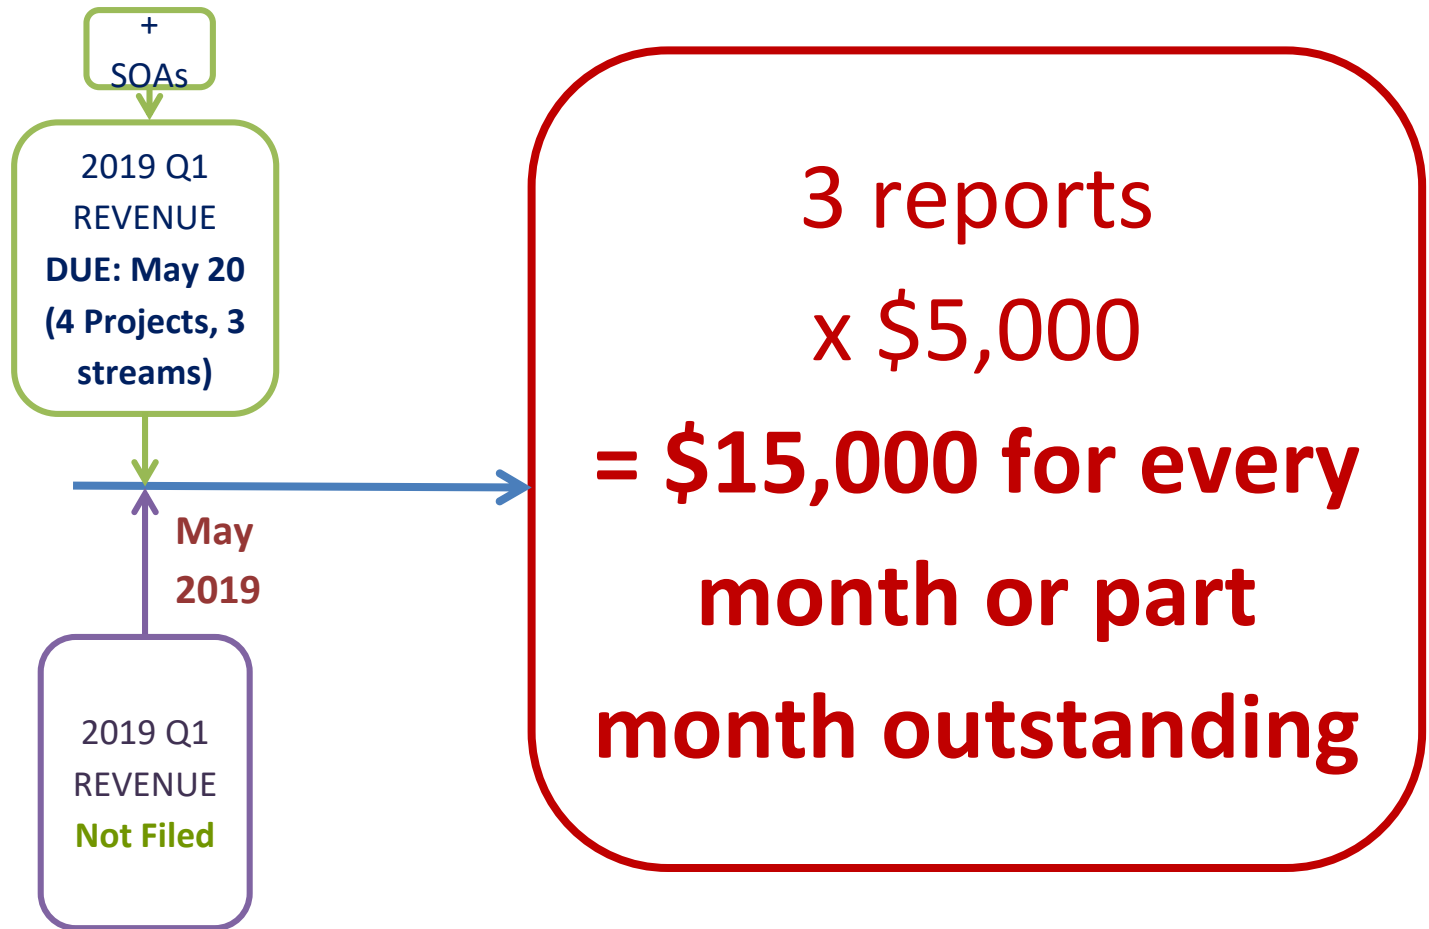 +
SOAs
2019 Q1
REVENUE
DUE: May 20
(4 Projects, 3
streams)
May
2019
2019 Q1
REVENUE
Not Filed
3 reports
x $5,000
= $15,000 for every
month or part
month outstanding